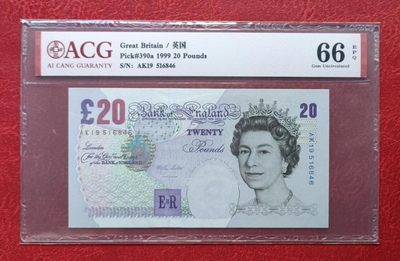 ACG
AI CANG GUARANTY
Great Britain / 英国
Pick#390a 1999 20 Pounds
S/N: AK19 516846
66 EPQ
Gem Uncirculated
£20
Bank of England
20
AK19 516846
TWENTY
Pounds
London
For the Gov.r and Comp.a
of the BANK of ENGLAND
E R
AK19 516846